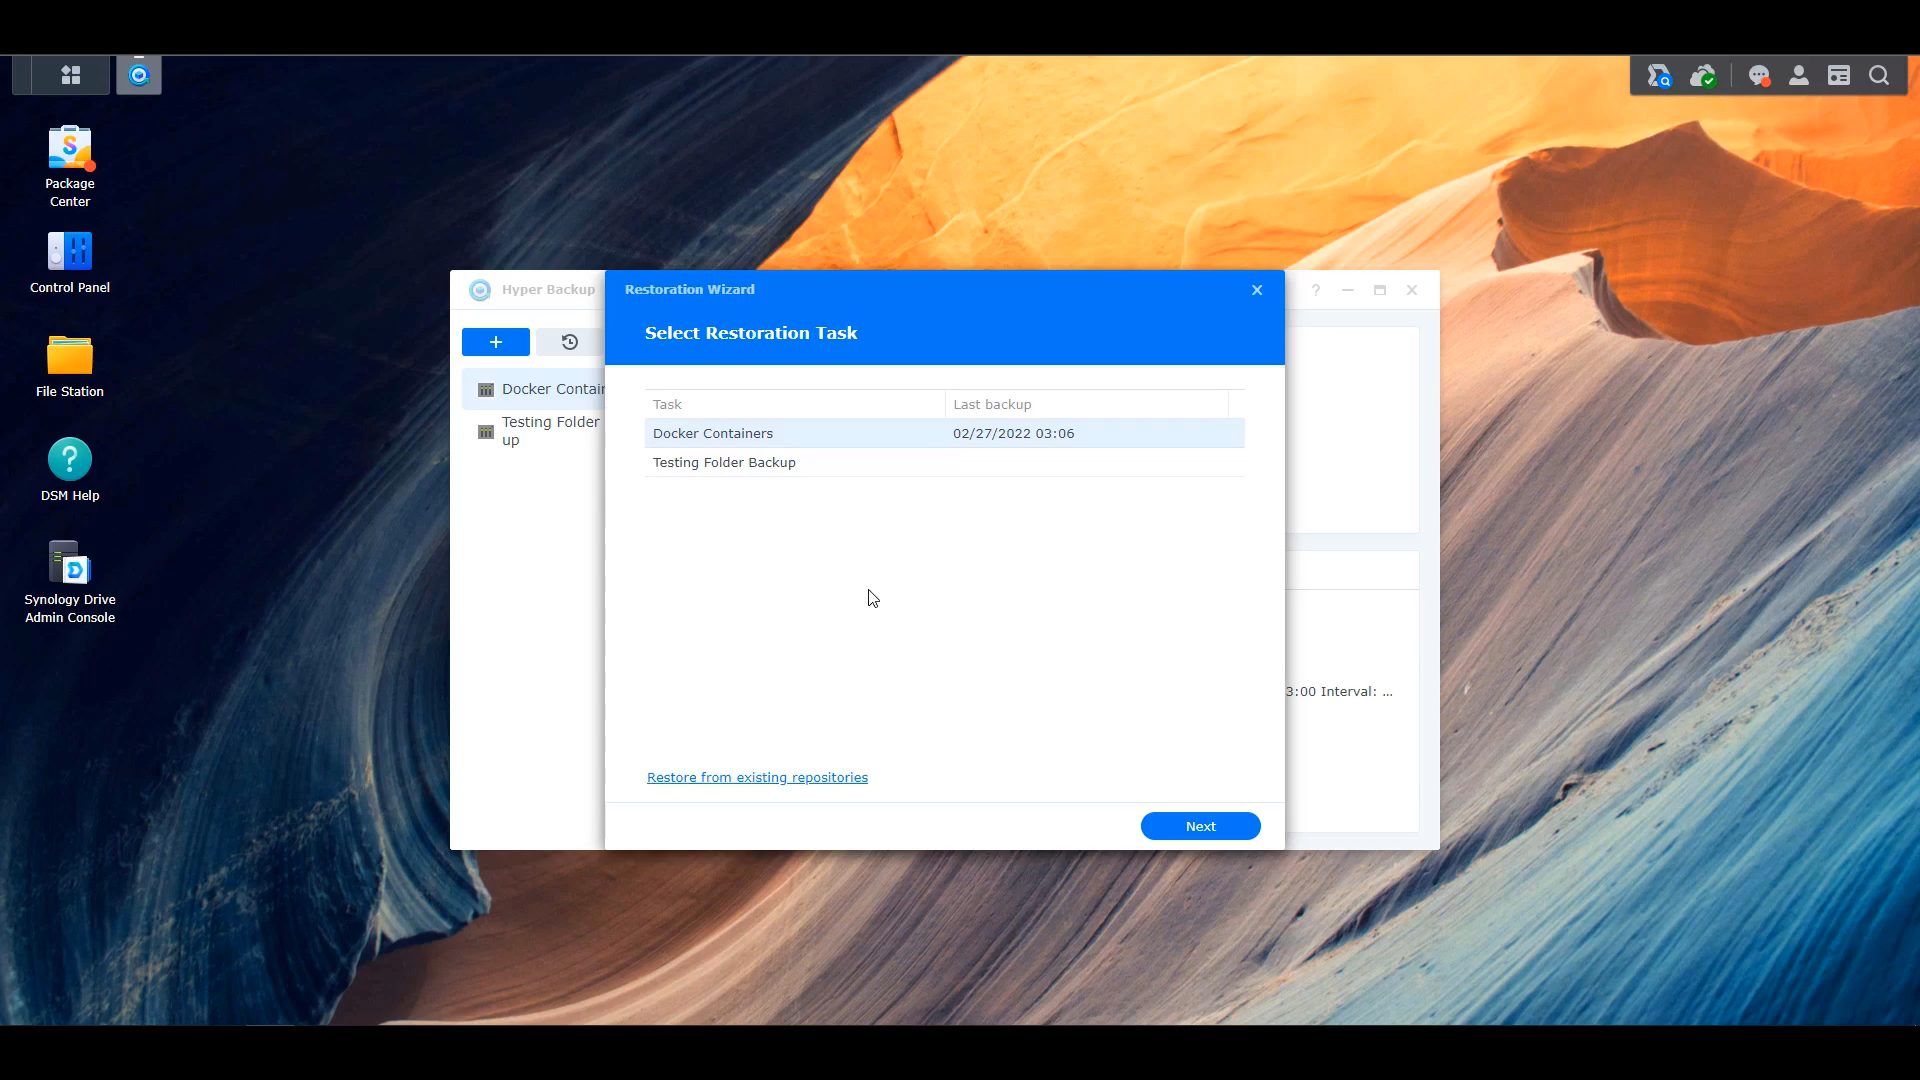 Package
Center
Control Panel
File Station
DSM Help
Synology Drive
Admin Console
Hyper Backup
Docker Contai
Testing Folder
up
Restoration Wizard
Select Restoration Task
Task Last backup
Docker Containers 02/27/2022 03:06
Testing Folder Backup
3:00 Interval: ...
Restore from existing repositories
Next